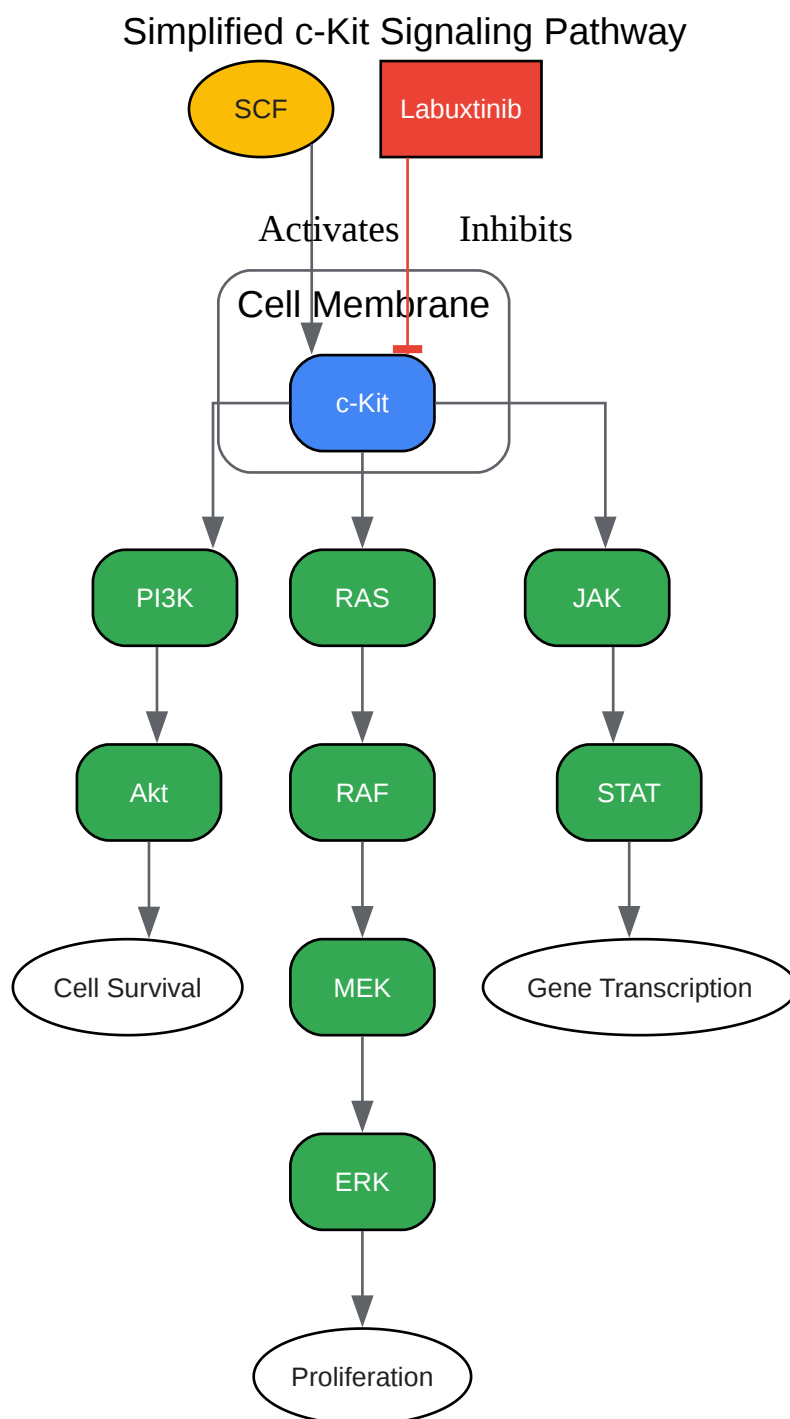 Simplified c-Kit Signaling Pathway
SCF
Labuxtinib
Activates
Inhibits
Cell Membrane
c-Kit
PI3K
RAS
JAK
Akt
RAF
STAT
Cell Survival
MEK
Gene Transcription
ERK
Proliferation